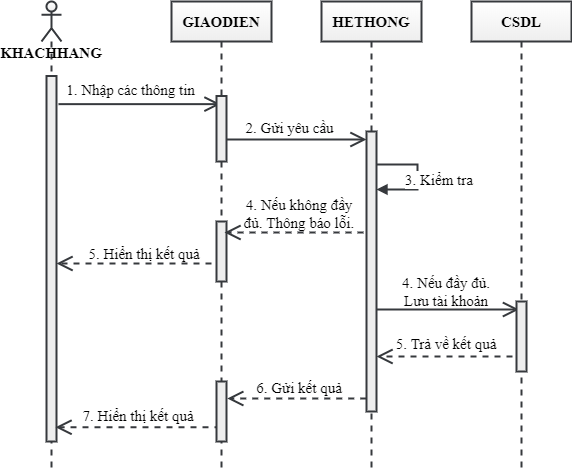 GIAODIEN
HETHONG
CSDL
KHACHHANG
1. Nhập các thông tin
2. Gửi yêu cầu
3. Kiểm tra
4. Nếu không đầy
đủ. Thông báo lỗi.
5. Hiển thị kết quả
4. Nếu đầy đủ.
Lưu tài khoản
5. Trả về kết quả
6. Gửi kết quả
7. Hiển thị kết quả